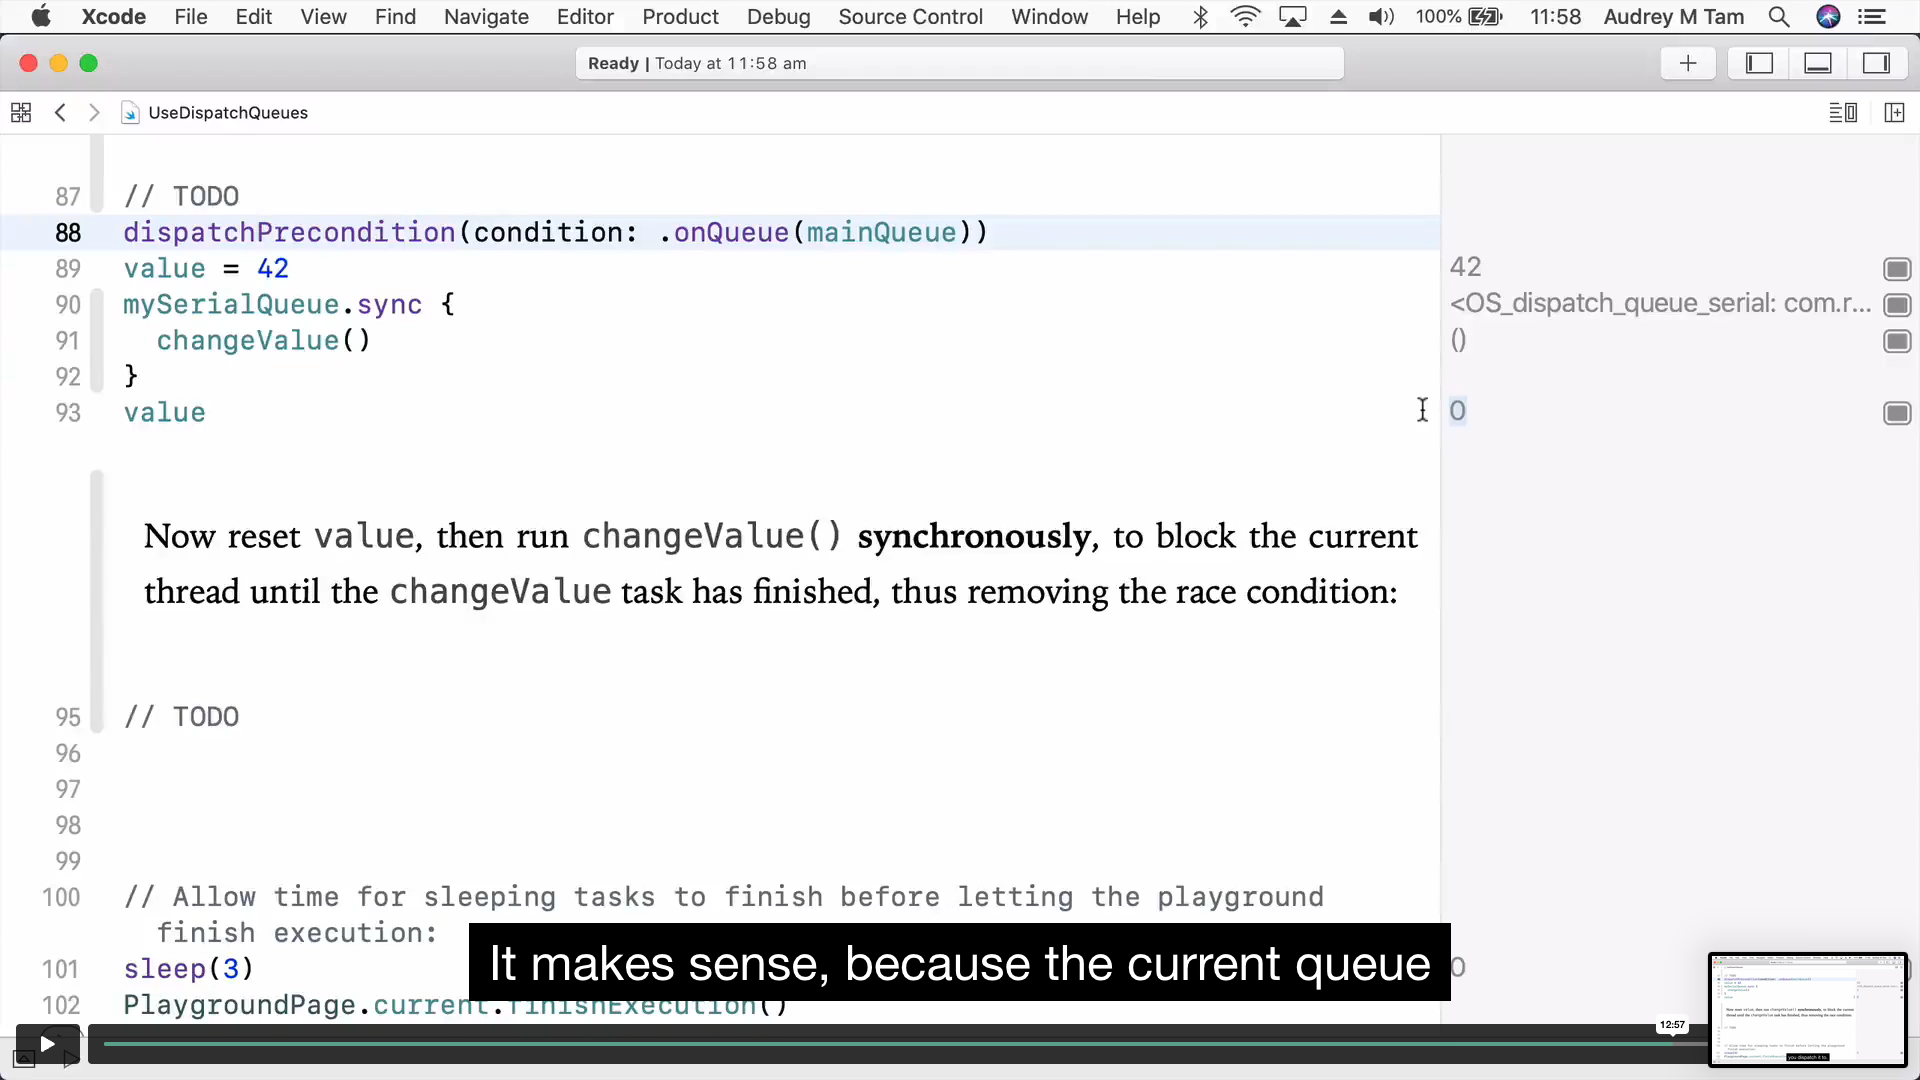 Xcode File Edit View Find Navigate Editor Product Debug Source Control Window Help 100% 11:58 Audrey M Tam
Ready | Today at 11:58 am
UseDispatchQueues
87 // TODO
88 dispatchPrecondition(condition: .onQueue(mainQueue))
89 value = 42 42
90 mySerialQueue.sync { <OS_dispatch_queue_serial: com.r...
91 changeValue() ()
92 }
93 value 0
Now reset value, then run changeValue() synchronously, to block the current
thread until the changeValue task has finished, thus removing the race condition:
95 // TODO
96
97
98
99
100 // Allow time for sleeping tasks to finish before letting the playground
finish execution:
101 sleep(3) 0
It makes sense, because the current queue
102 PlaygroundPage.current.finishExecution()
12:57